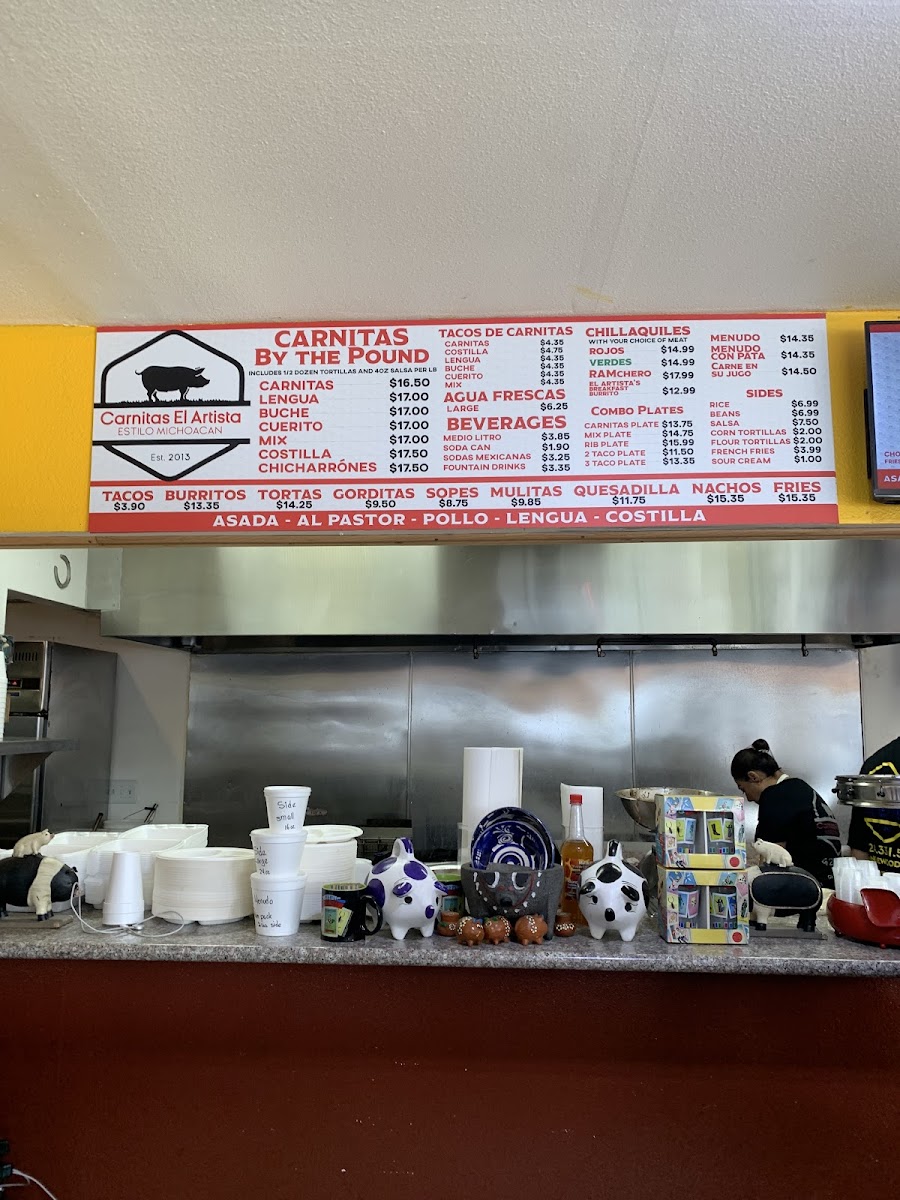 Carnitas El Artista
ESTILO MICHOACAN
Est. 2013
CARNITAS
BY THE POUND
INCLUDES 1/2 DOZEN TORTILLAS AND 4OZ SALSA PER LB
CARNITAS $16.50
LENGUA $17.00
BUCHE $17.00
CUERITO $17.00
MIX $17.00
COSTILLA $17.50
CHICHARRÓNES $17.50
TACOS DE CARNITAS
CARNITAS $4.35
COSTILLA $4.75
LENGUA $4.35
BUCHE $4.35
CUERITO $4.35
MIX $4.35
AGUA FRESCAS
LARGE $6.25
BEVERAGES
MEDIO LITRO $3.85
SODA CAN $1.90
SODAS MEXICANAS $3.25
FOUNTAIN DRINKS $3.35
CHILLAQUILES
WITH YOUR CHOICE OF MEAT
ROJOS $14.99
VERDES $14.99
RAMCHERO $17.99
EL ARTISTA'S
BREAKFAST
BURRITO $12.99
COMBO PLATES
CARNITAS PLATE $13.75
MIX PLATE $14.75
RIB PLATE $15.99
2 TACO PLATE $11.50
3 TACO PLATE $13.35
MENUDO $14.35
MENUDO
CON PATA $14.35
CARNE EN
SU JUGO $14.50
SIDES
RICE $6.99
BEANS $6.99
SALSA $7.50
CORN TORTILLAS $2.00
FLOUR TORTILLAS $2.00
FRENCH FRIES $3.99
SOUR CREAM $1.00
TACOS BURRITOS TORTAS GORDITAS SOPES MULITAS QUESADILLA NACHOS FRIES
$3.90 $13.35 $14.25 $9.50 $8.75 $9.85 $11.75 $15.35 $15.35
ASADA - AL PASTOR - POLLO - LENGUA - COSTILLA
Side
small